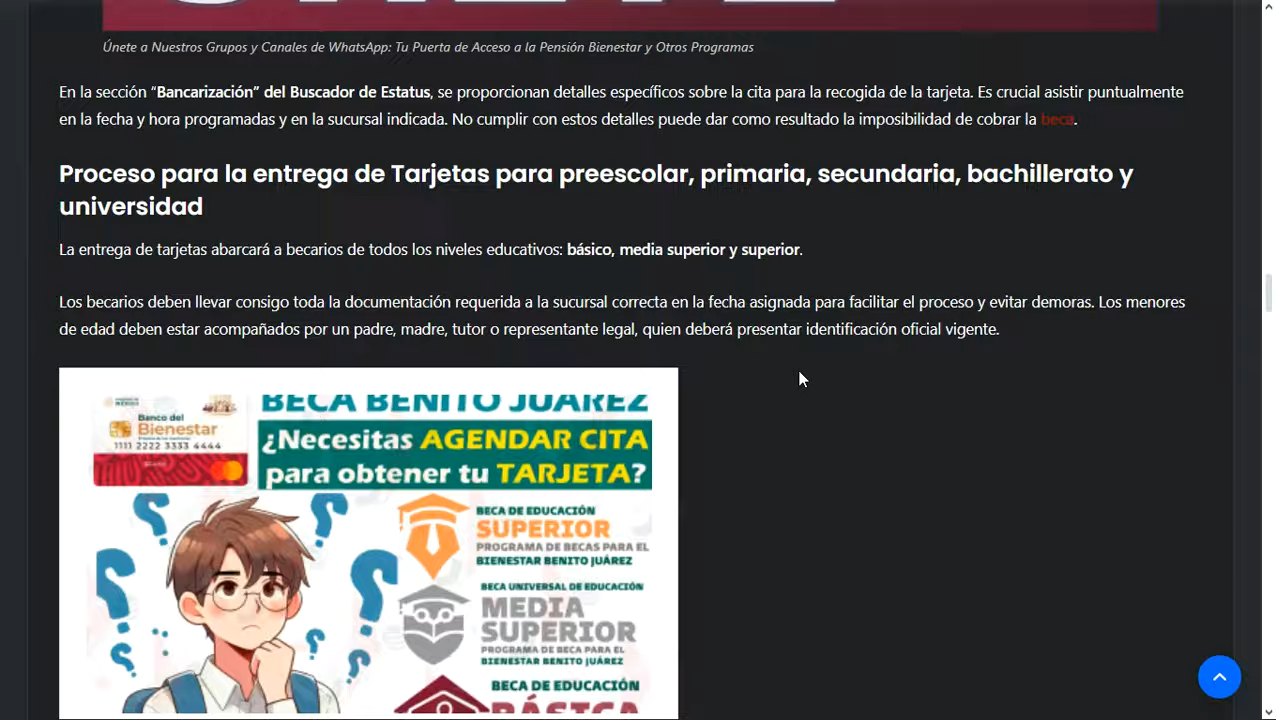 Únete a Nuestros Grupos y Canales de WhatsApp: Tu Puerta de Acceso a la Pensión Bienestar y Otros Programas
En la sección “Bancarización” del Buscador de Estatus, se proporcionan detalles específicos sobre la cita para la recogida de la tarjeta. Es crucial asistir puntualmente
en la fecha y hora programadas y en la sucursal indicada. No cumplir con estos detalles puede dar como resultado la imposibilidad de cobrar la beca.
Proceso para la entrega de Tarjetas para preescolar, primaria, secundaria, bachillerato y
universidad
La entrega de tarjetas abarcará a becarios de todos los niveles educativos: básico, media superior y superior.
Los becarios deben llevar consigo toda la documentación requerida a la sucursal correcta en la fecha asignada para facilitar el proceso y evitar demoras. Los menores
de edad deben estar acompañados por un padre, madre, tutor o representante legal, quien deberá presentar identificación oficial vigente.
BECA BENITO JUÁREZ
Banco del
Bienestar
1111 2222 3333 4444
¿Necesitas AGENDAR CITA
para obtener tu TARJETA?
BECA DE EDUCACIÓN
SUPERIOR
PROGRAMA DE BECAS PARA EL
BIENESTAR BENITO JUÁREZ
BECA UNIVERSAL DE EDUCACIÓN
MEDIA
SUPERIOR
PROGRAMA DE BECA PARA EL
BIENESTAR BENITO JUÁREZ
BECA DE EDUCACIÓN
BÁSICA